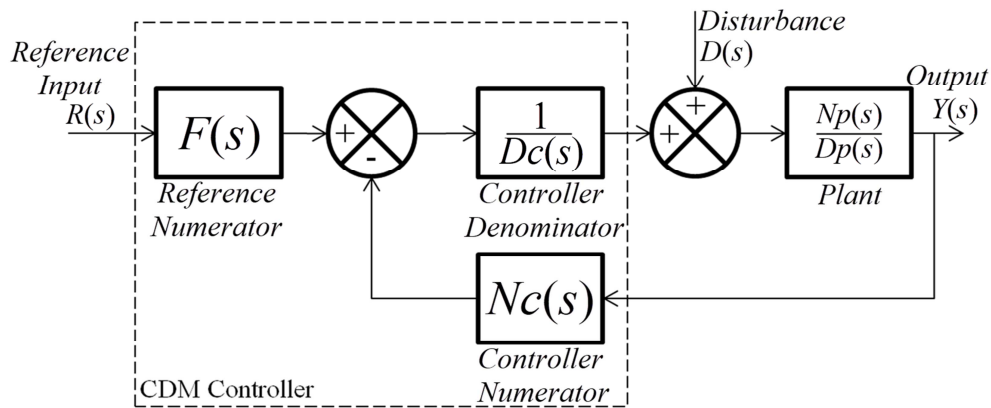 Reference
Input
R(s)
F(s)
Reference
Numerator
+
-
1
Dc(s)
Controller
Denominator
Disturbance
D(s)
+
+
Np(s)
Dp(s)
Plant
Output
Y(s)
Nc(s)
Controller
Numerator
CDM Controller